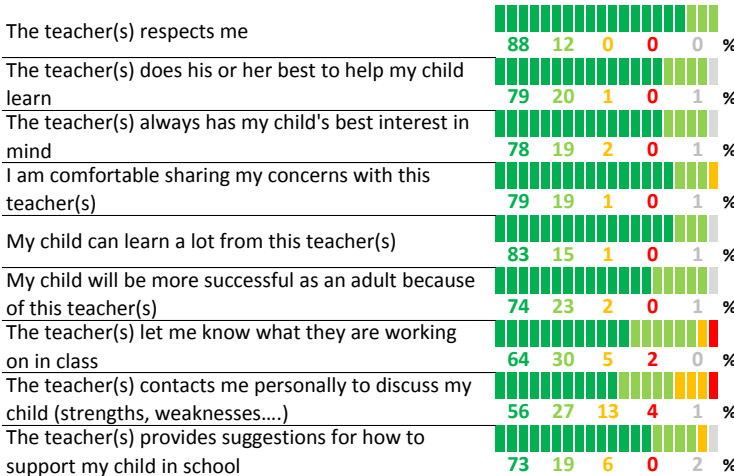 The teacher(s) respects me
88 12 0 0 0 %
The teacher(s) does his or her best to help my child
learn
79 20 1 0 1 %
The teacher(s) always has my child's best interest in
mind
78 19 2 0 1 %
I am comfortable sharing my concerns with this
teacher(s)
79 19 1 0 1 %
My child can learn a lot from this teacher(s)
83 15 1 0 1 %
My child will be more successful as an adult because
of this teacher(s)
74 23 2 0 1 %
The teacher(s) let me know what they are working
on in class
64 30 5 2 0 %
The teacher(s) contacts me personally to discuss my
child (strengths, weaknesses....)
56 27 13 4 1 %
The teacher(s) provides suggestions for how to
support my child in school
73 19 6 0 2 %